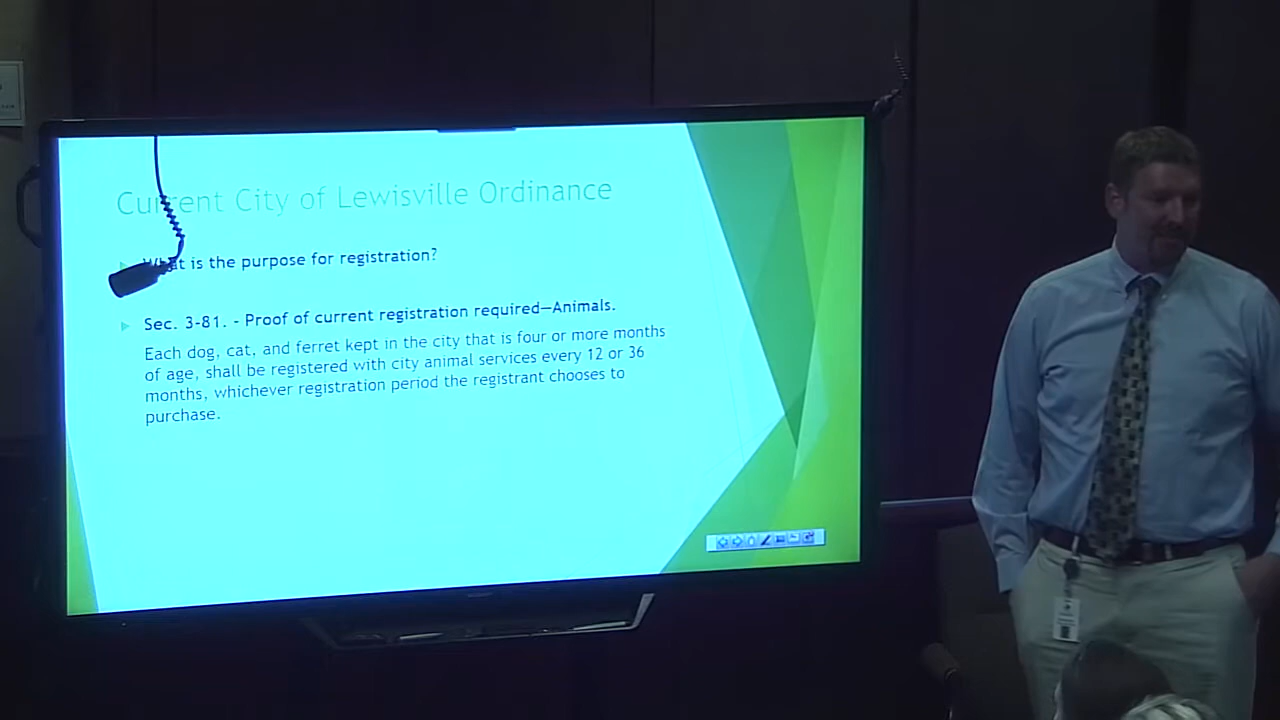 Current City of Lewisville Ordinance
What is the purpose for registration?
Sec. 3-81. - Proof of current registration required—Animals.
Each dog, cat, and ferret kept in the city that is four or more months
of age, shall be registered with city animal services every 12 or 36
months, whichever registration period the registrant chooses to
purchase.